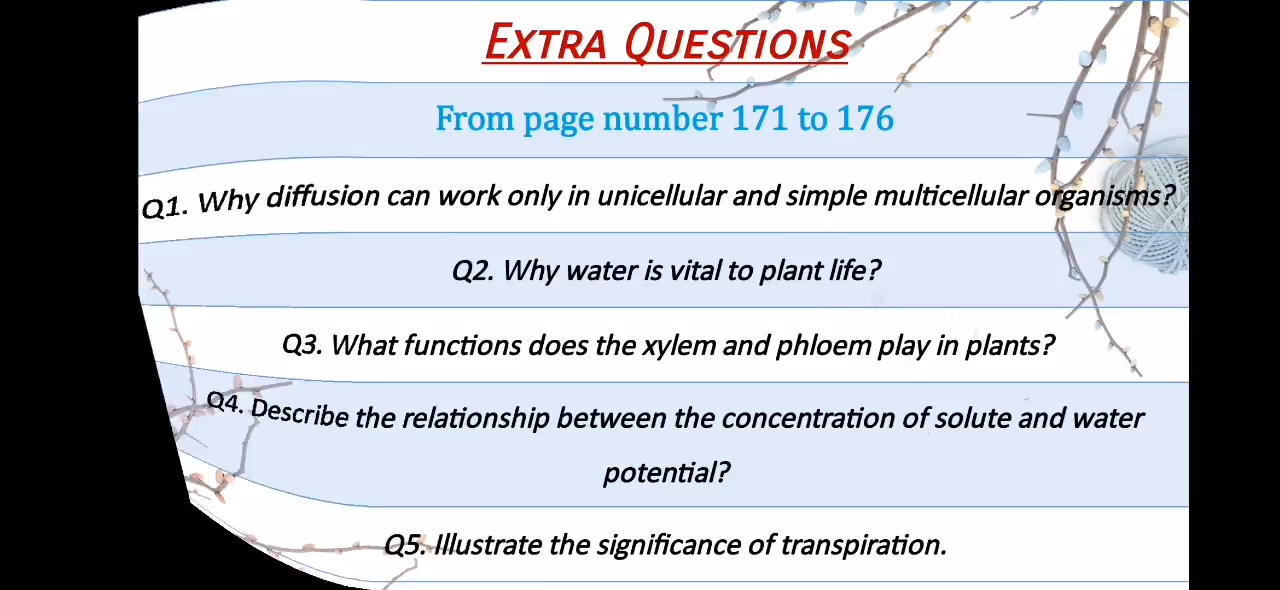 EXTRA QUESTIONS
From page number 171 to 176
Q1. Why diffusion can work only in unicellular and simple multicellular organisms?
Q2. Why water is vital to plant life?
Q3. What functions does the xylem and phloem play in plants?
Q4. Describe the relationship between the concentration of solute and water
potential?
Q5. Illustrate the significance of transpiration.